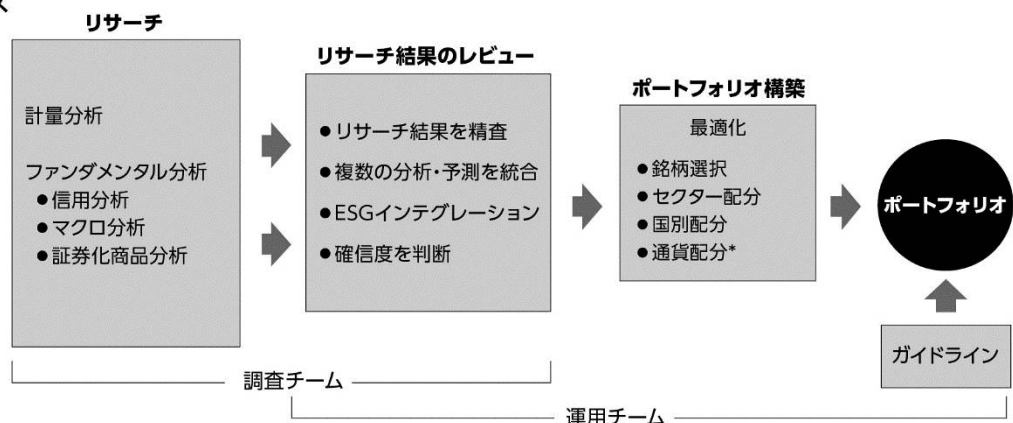 リサーチ
計量分析
ファンダメンタル分析
●信用分析
●マクロ分析
●証券化商品分析
リサーチ結果のレビュー
●リサーチ結果を精査
●複数の分析・予測を統合
●ESGインテグレーション
●確信度を判断
ポートフォリオ構築
最適化
●銘柄選択
●セクター配分
●国別配分
●通貨配分*
ポートフォリオ
ガイドライン
調査チーム
運用チーム